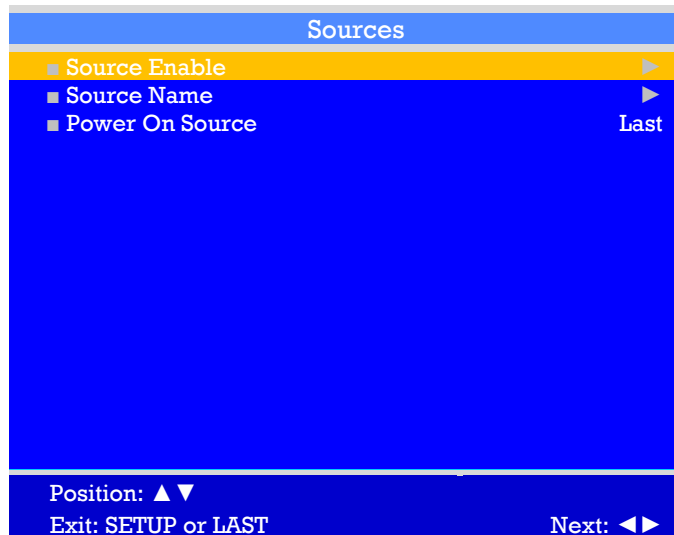 Sources
■ Source Enable ►
■ Source Name ►
■ Power On Source Last
Position: ▲▼
Exit: SETUP or LAST Next: ◄►